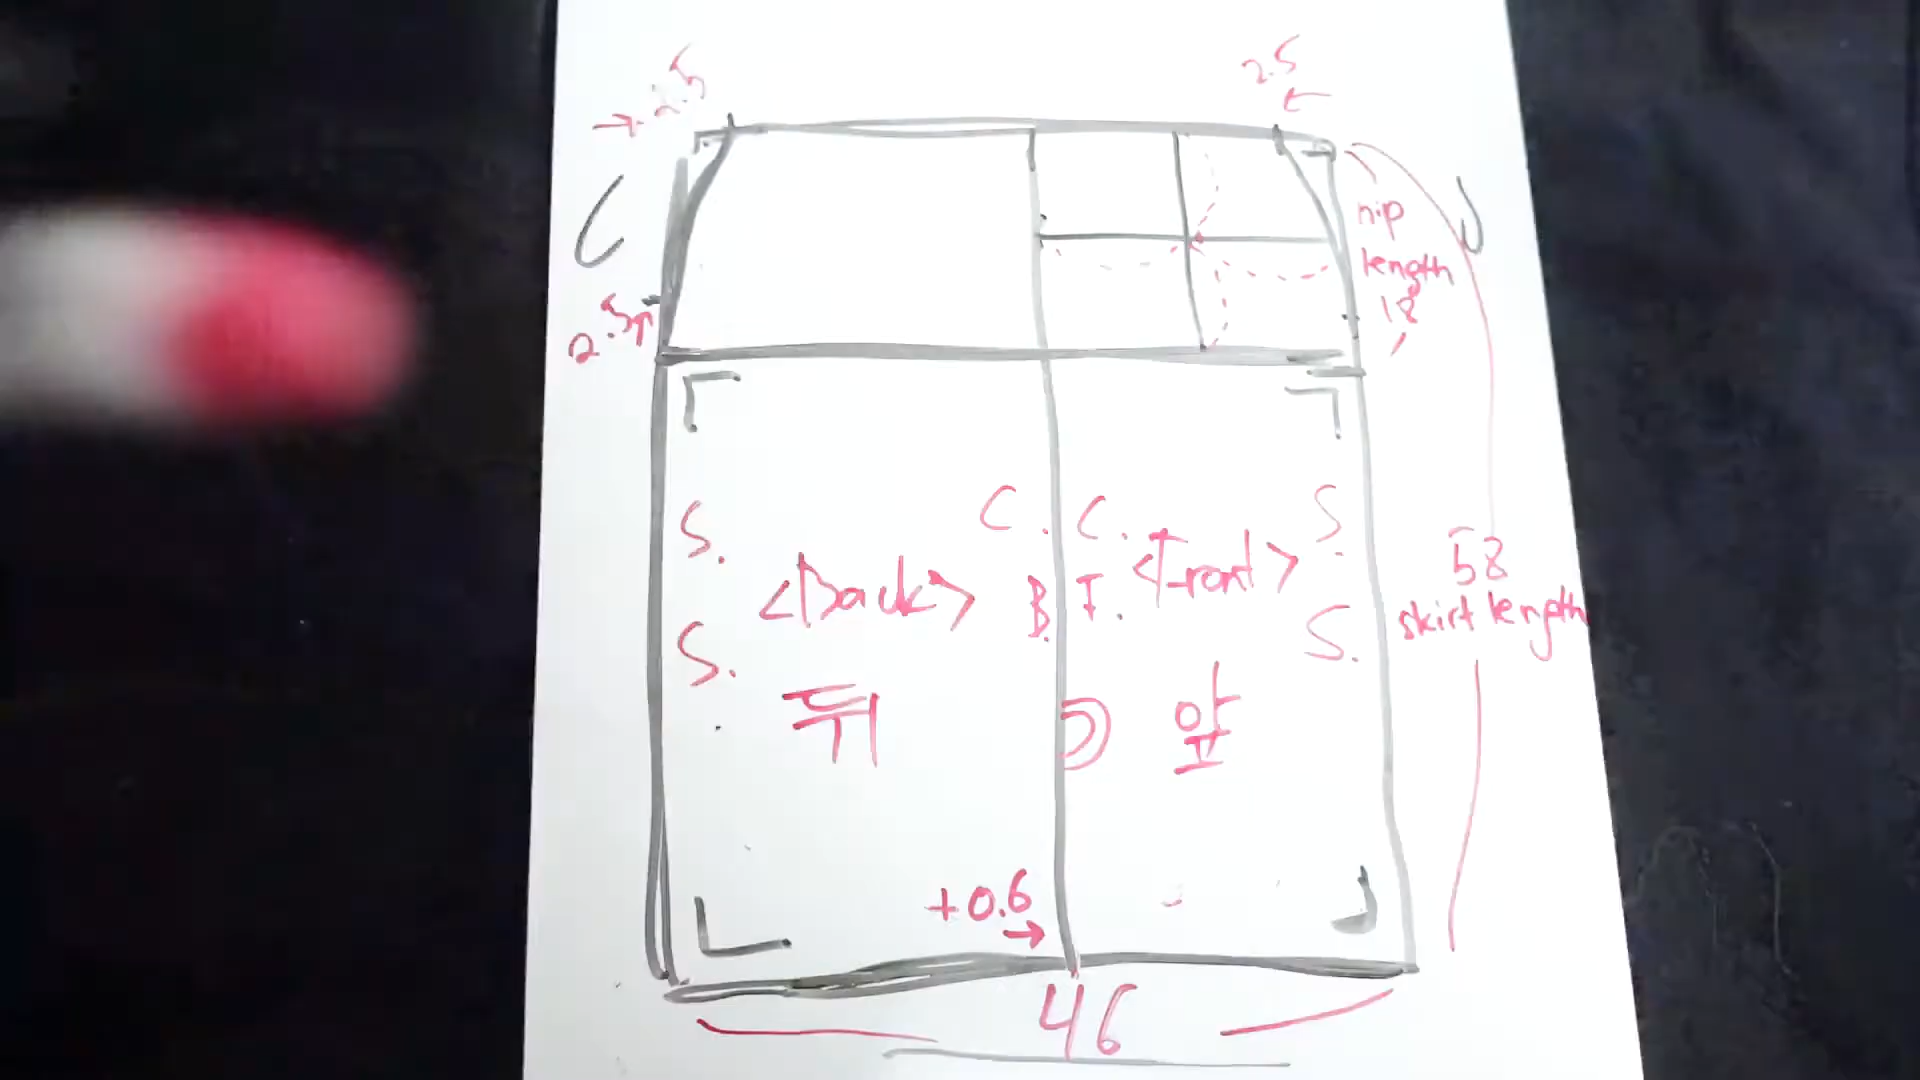 2.5
2.5
hip
length
18
2.5
S. C. C. S.
<Back> B. F. <Front>
58
skirt length
S. S.
뒤 앞
+0.6
46